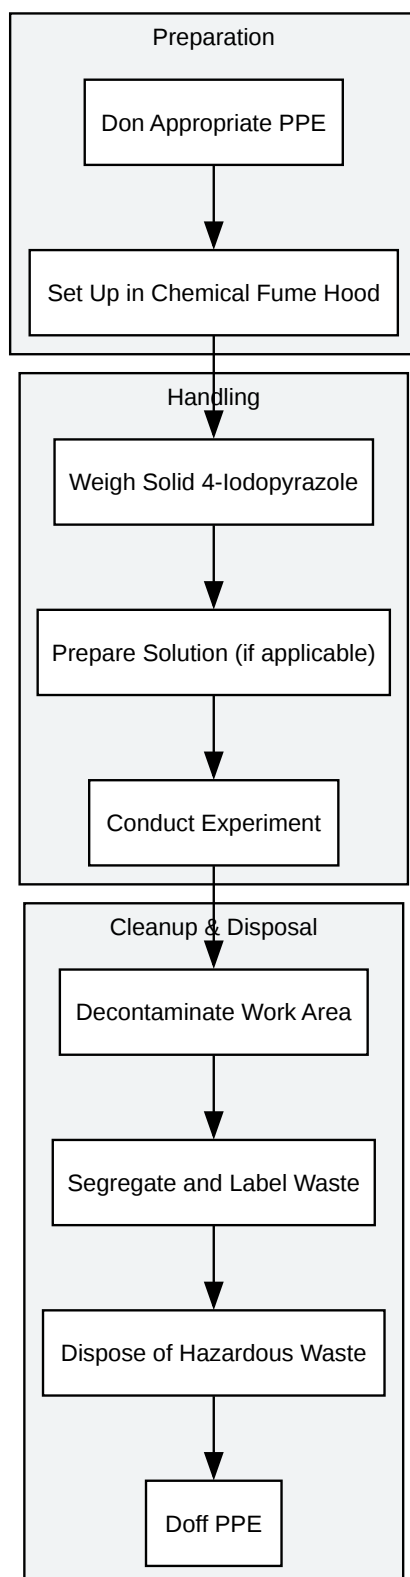 Preparation
Don Appropriate PPE
Set Up in Chemical Fume Hood
Handling
Weigh Solid 4-Iodopyrazole
Prepare Solution (if applicable)
Conduct Experiment
Cleanup & Disposal
Decontaminate Work Area
Segregate and Label Waste
Dispose of Hazardous Waste
Doff PPE